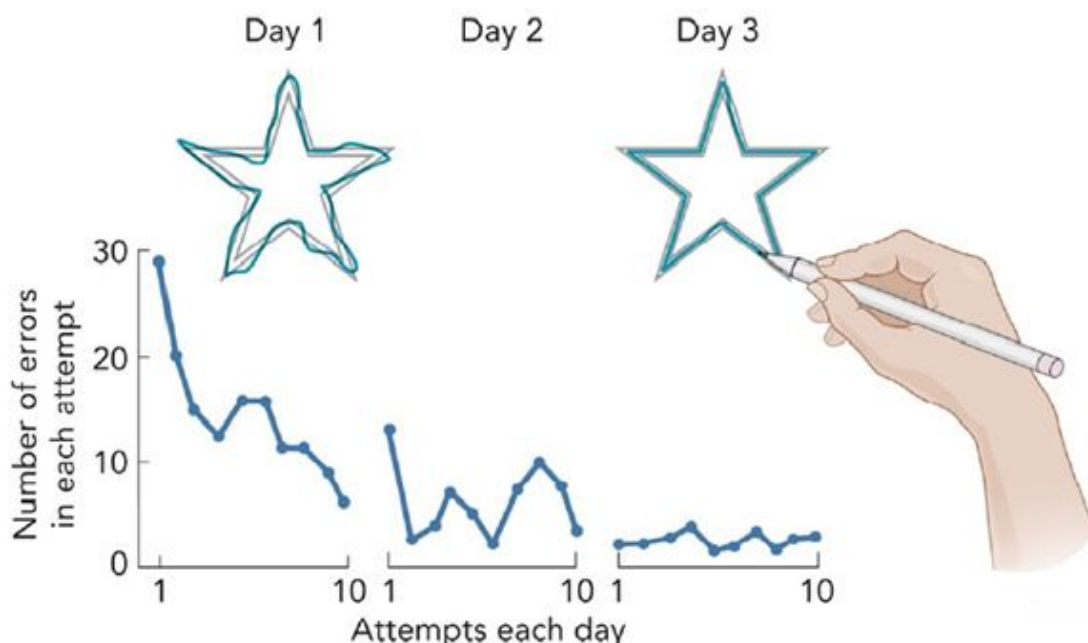 Day 1 Day 2 Day 3
Number of errors
in each attempt
30
20
10
0
1 10 1 10 1 10
Attempts each day